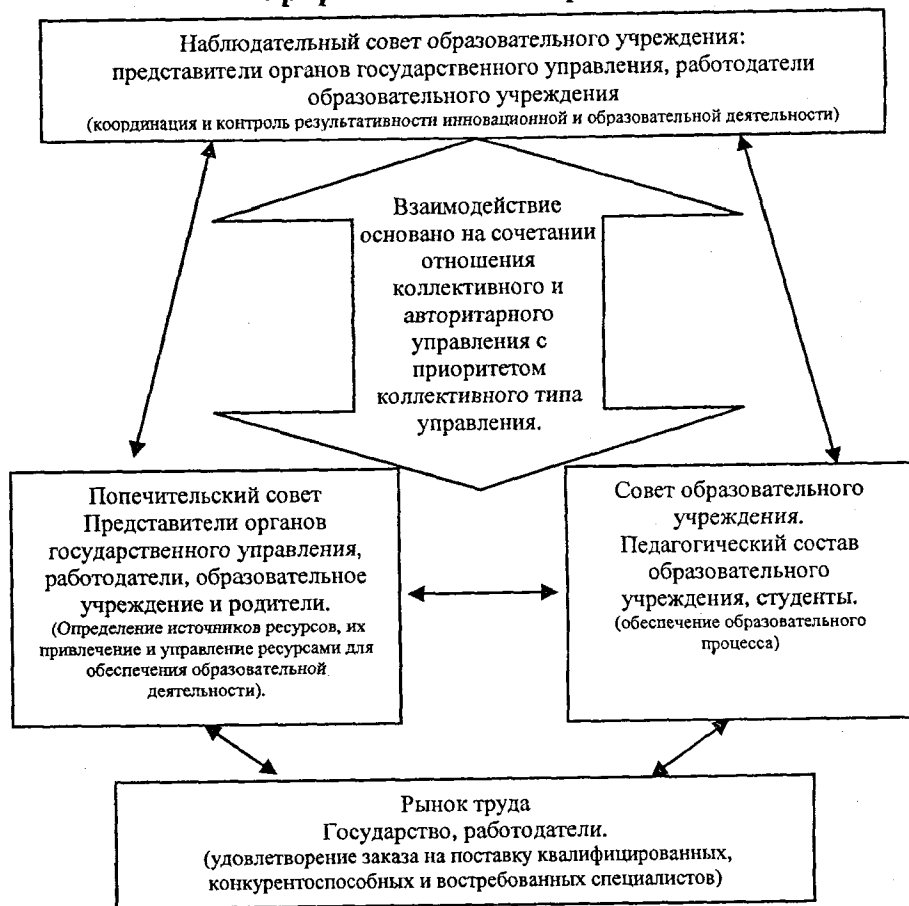 Наблюдательный совет образовательного учреждения:
представители органов государственного управления, работодатели
образовательного учреждения
(координация и контроль результативности инновационной и образовательной деятельности)
Взаимодействие
основано на сочетании
отношения
коллективного и
авторитарного
управления с
приоритетом
коллективного типа
управления.
Попечительский совет
Представители органов
государственного управления,
работодатели, образовательное
учреждение и родители.
(Определение источников ресурсов, их
привлечение и управление ресурсами для
обеспечения образовательной
деятельности).
Совет образовательного
учреждения.
Педагогический состав
образовательного
учреждения, студенты.
(обеспечение образовательного
процесса)
Рынок труда
Государство, работодатели.
(удовлетворение заказа на поставку квалифицированных,
конкурентоспособных и востребованных специалистов)